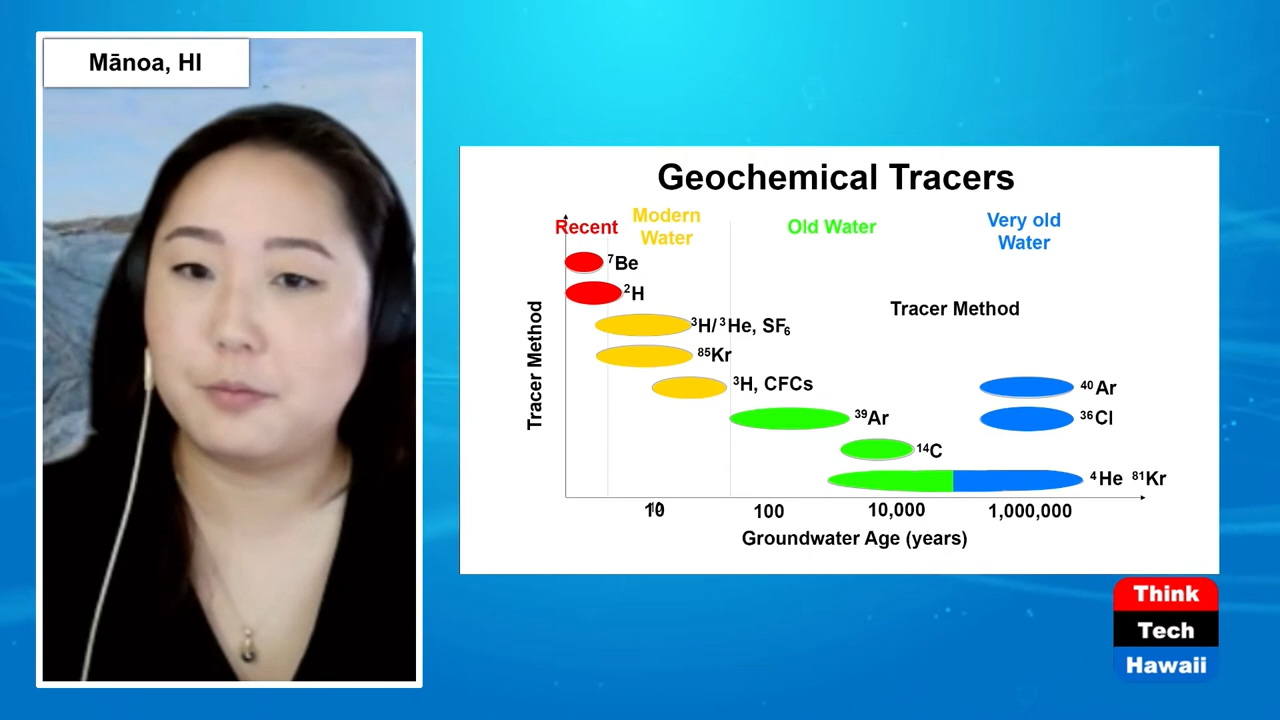 Mānoa, HI
Geochemical Tracers
Recent
Modern
Water
Old Water
Very old
Water
⁷Be
²H
Tracer Method
³H/³He, SF₆
⁸⁵Kr
³H, CFCs
⁴⁰Ar
³⁹Ar
³⁶Cl
¹⁴C
⁴He ⁸¹Kr
Tracer Method
100
10,000
1,000,000
Groundwater Age (years)
Think
Tech
Hawaii